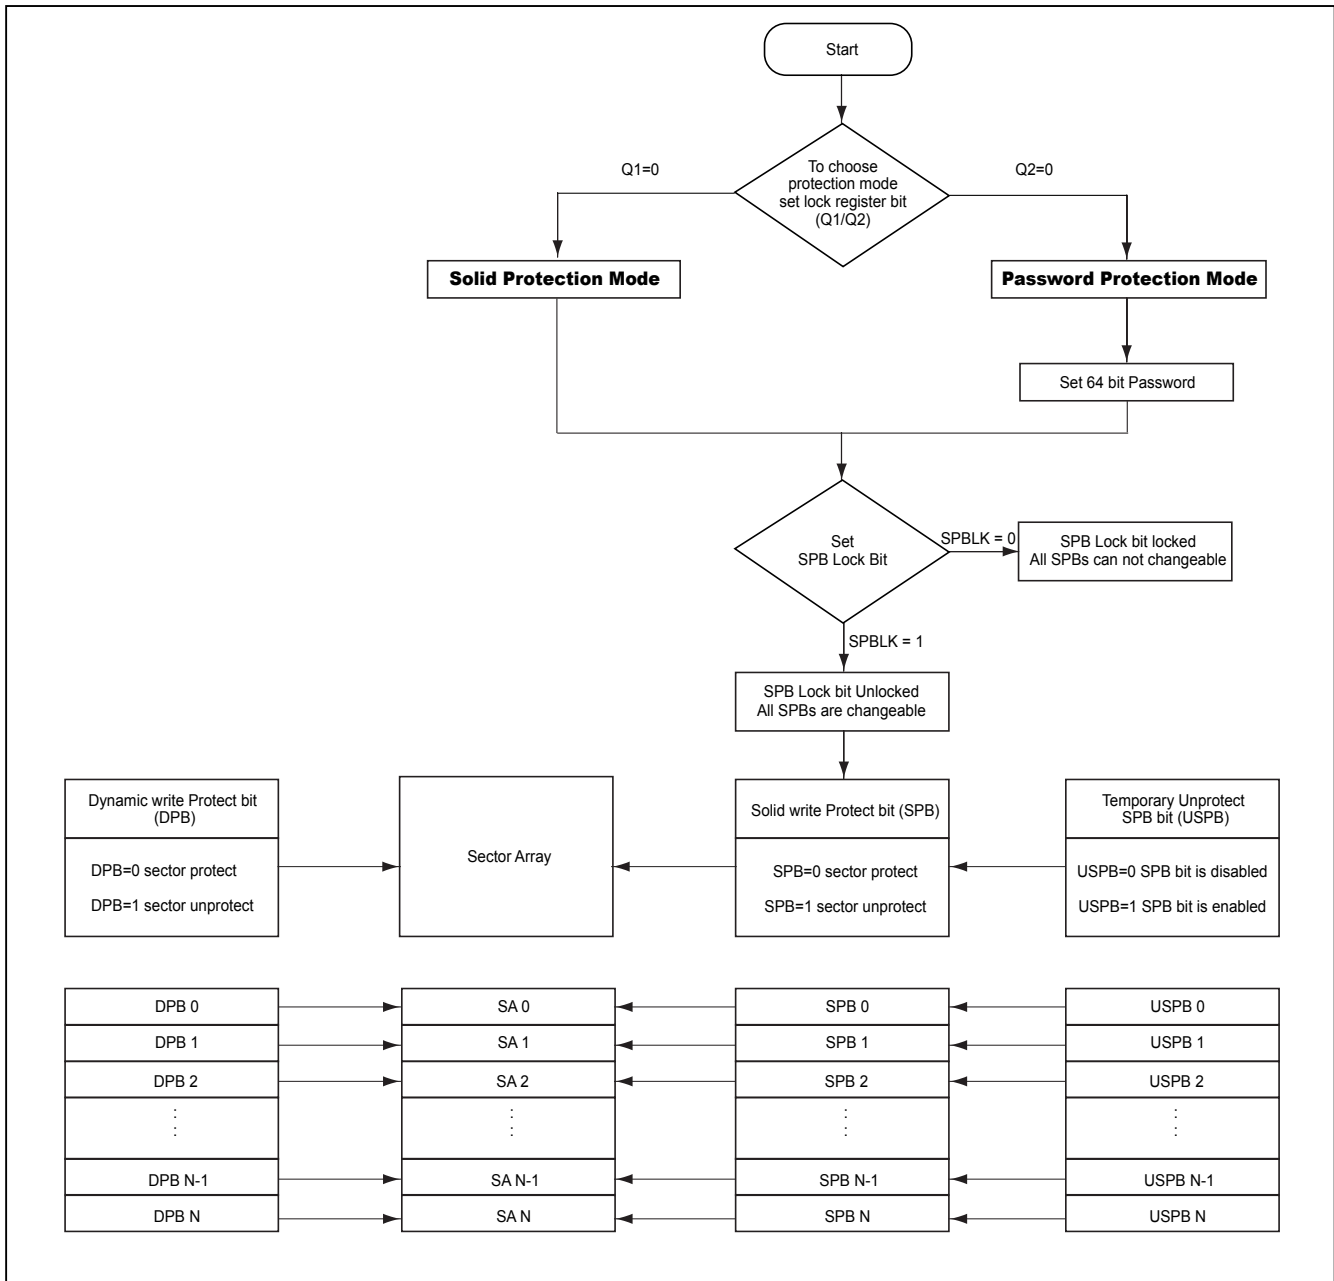 Start
To choose
protection mode
set lock register bit
(Q1/Q2)
Q1=0
Q2=0
Solid Protection Mode
Password Protection Mode
Set 64 bit Password
Set
SPB Lock Bit
SPBLK = 0
SPB Lock bit locked
All SPBs can not changeable
SPBLK = 1
SPB Lock bit Unlocked
All SPBs are changeable
Dynamic write Protect bit
(DPB)
DPB=0 sector protect
DPB=1 sector unprotect
Sector Array
Solid write Protect bit (SPB)
SPB=0 sector protect
SPB=1 sector unprotect
Temporary Unprotect
SPB bit (USPB)
USPB=0 SPB bit is disabled
USPB=1 SPB bit is enabled
DPB 0
SA 0
SPB 0
USPB 0
DPB 1
SA 1
SPB 1
USPB 1
DPB 2
SA 2
SPB 2
USPB 2
DPB N-1
SA N-1
SPB N-1
USPB N-1
DPB N
SA N
SPB N
USPB N